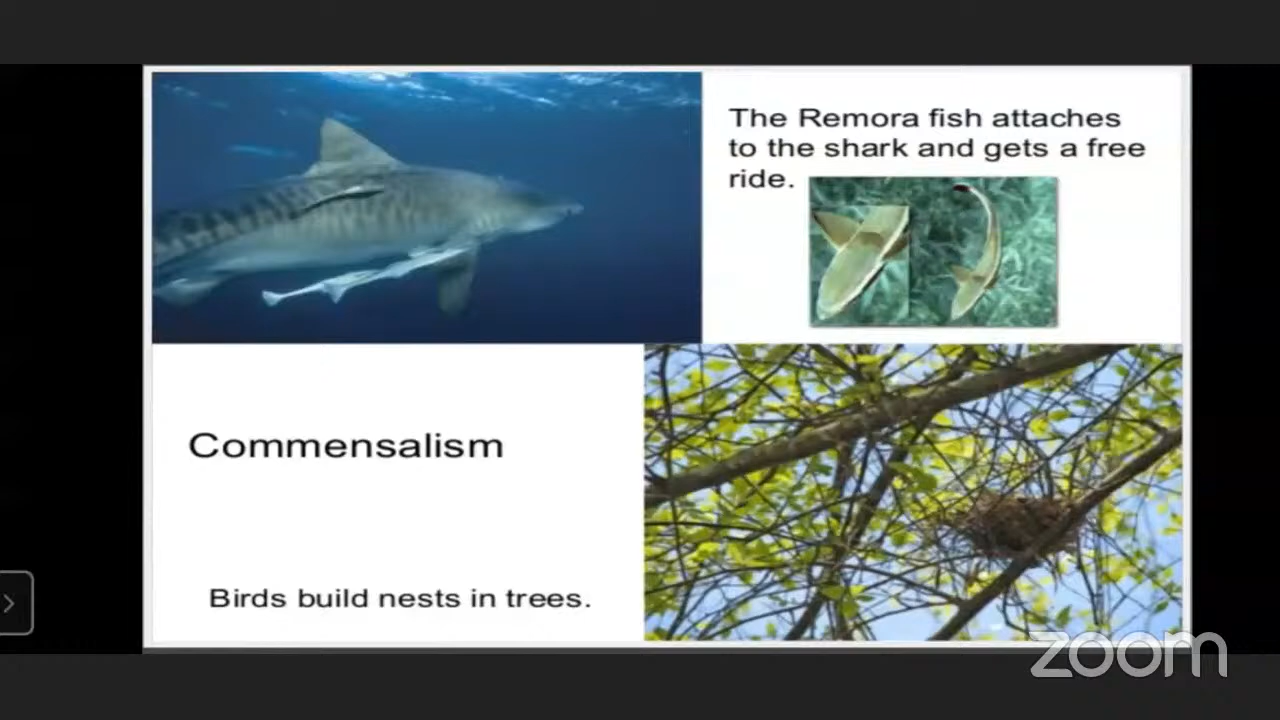 The Remora fish attaches
to the shark and gets a free
ride.
Commensalism
Birds build nests in trees.
zoom